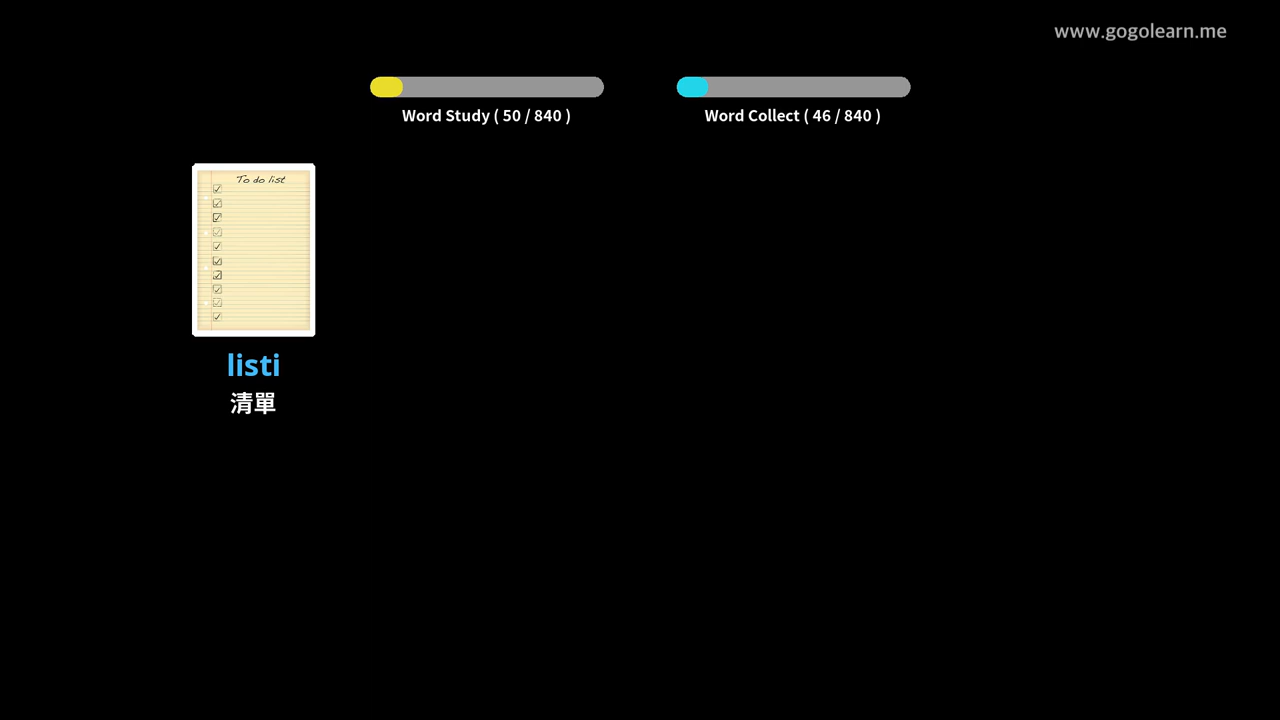 www.gogolearn.me
Word Study ( 50 / 840 )
Word Collect ( 46 / 840 )
To do list
listi
清單